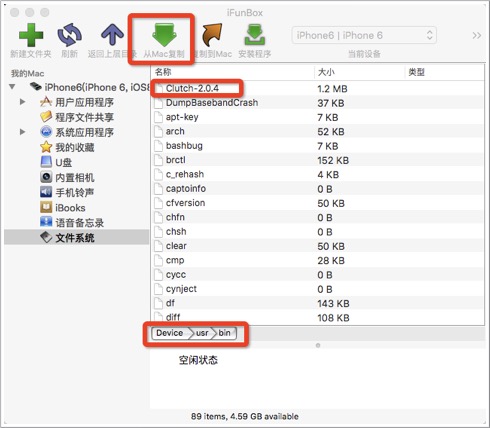 iFunBox
新建文件夹 刷新 返回上层目录 从Mac复制 复制到Mac 安装程序 当前设备
iPhone6 | iPhone 6
我的Mac
iPhone6(iPhone 6, iOS8
用户应用程序
程序文件共享
系统应用程序
我的收藏
U盘
内置相机
手机铃声
iBooks
语音备忘录
文件系统
名称 大小 类型
Clutch-2.0.4 1.2 MB
DumpBasebandCrash 37 KB
apt-key 7 KB
arch 52 KB
bashbug 7 KB
brctl 152 KB
c_rehash 4 KB
captoinfo 0 B
cfversion 50 KB
chfn 0 B
chsh 0 B
clear 50 KB
cmp 28 KB
cycc 0 B
cynject 0 B
df 143 KB
diff 108 KB
Device usr bin
空闲状态
89 items, 4.59 GB available